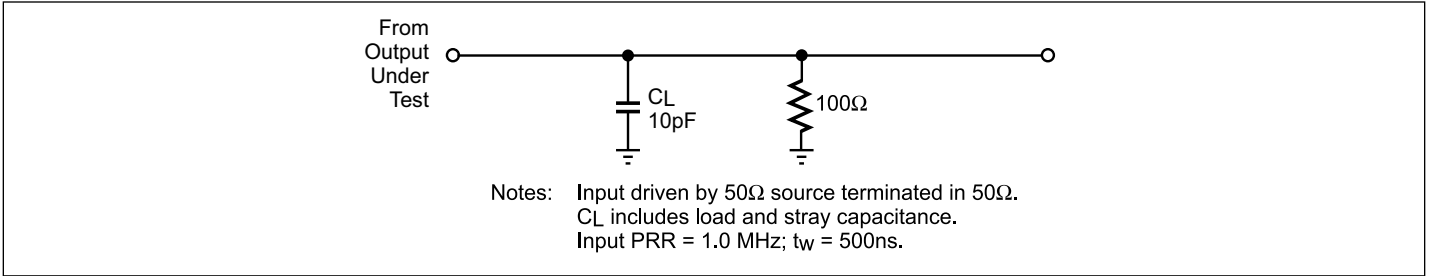 From
Output
Under
Test
CL
10pF
100Ω
Notes: Input driven by 50Ω source terminated in 50Ω.
CL includes load and stray capacitance.
Input PRR = 1.0 MHz; tw = 500ns.